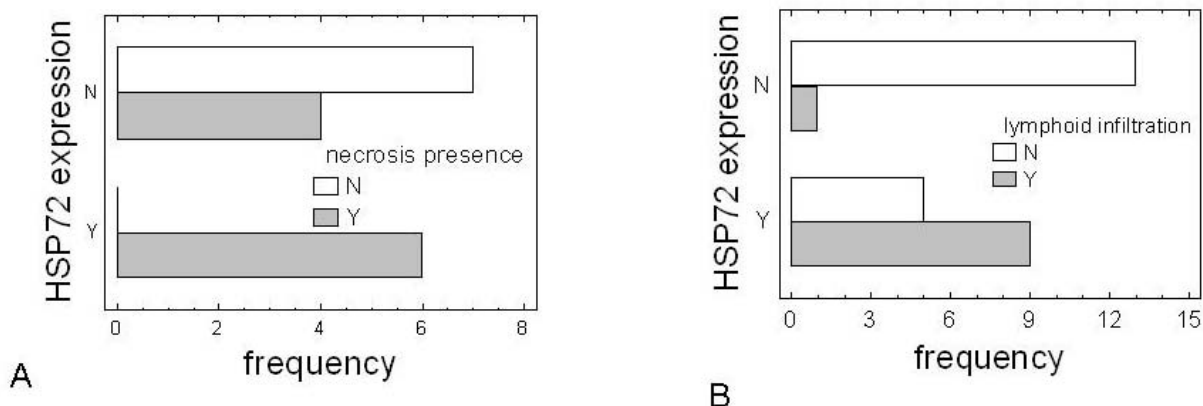 HSP72 expression
N
Y
necrosis presence
N
Y
0 2 4 6 8
frequency
A
HSP72 expression
N
Y
lymphoid infiltration
N
Y
0 3 6 9 12 15
frequency
B